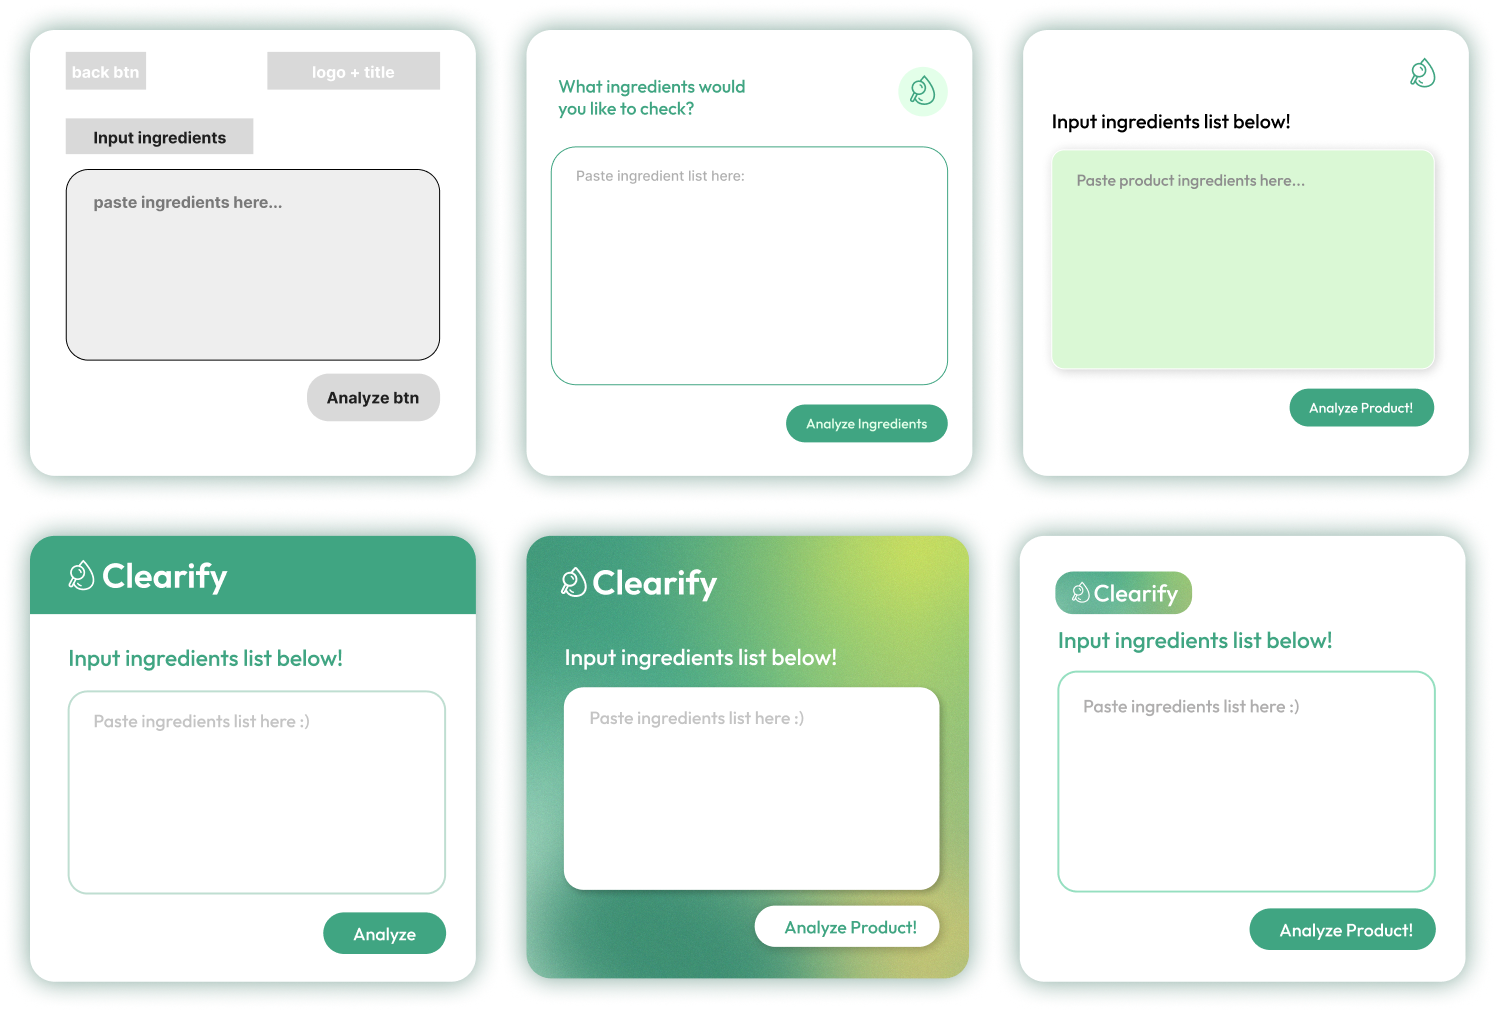 back btn
logo + title
Input ingredients
paste ingredients here...
Analyze btn
What ingredients would
you like to check?
Paste ingredient list here:
Analyze Ingredients
Input ingredients list below!
Paste product ingredients here...
Analyze Product!
Clearify
Input ingredients list below!
Paste ingredients list here :)
Analyze
Clearify
Input ingredients list below!
Paste ingredients list here :)
Analyze Product!
Clearify
Input ingredients list below!
Paste ingredients list here :)
Analyze Product!